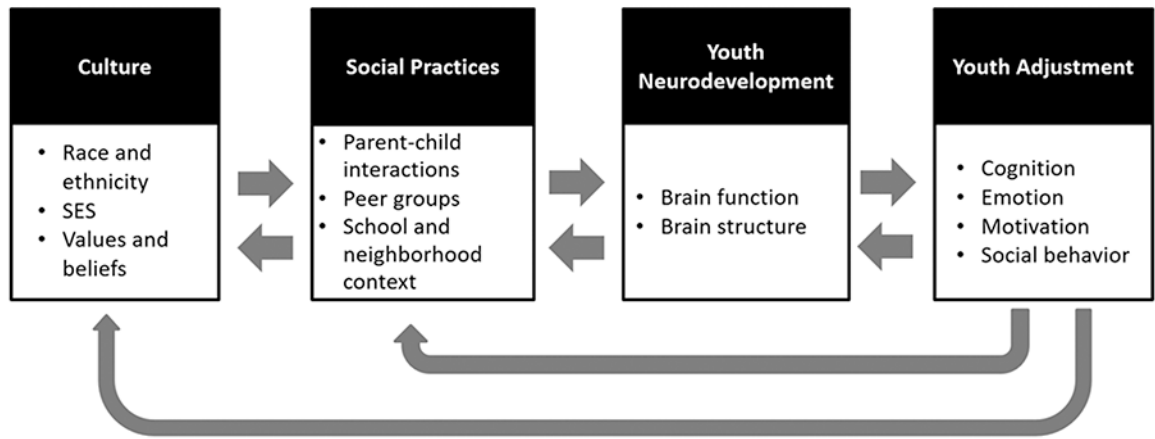 Culture
• Race and
ethnicity
• SES
• Values and
beliefs
Social Practices
• Parent-child
interactions
• Peer groups
• School and
neighborhood
context
Youth
Neurodevelopment
• Brain function
• Brain structure
Youth Adjustment
• Cognition
• Emotion
• Motivation
• Social behavior